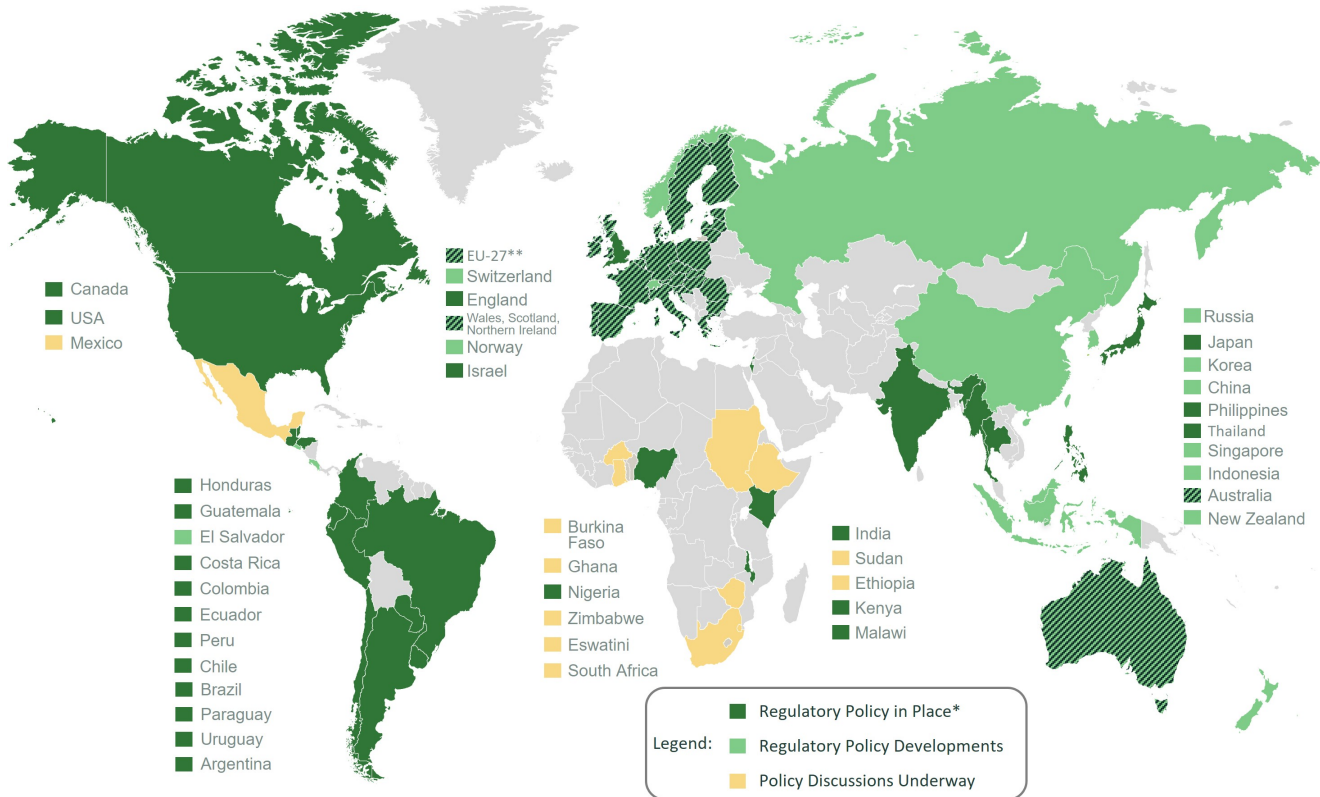 Canada
USA
Mexico
EU-27**
Switzerland
England
Wales, Scotland,
Northern Ireland
Norway
Israel
Russia
Japan
Korea
China
Philippines
Thailand
Singapore
Indonesia
Australia
New Zealand
Honduras
Guatemala
El Salvador
Costa Rica
Colombia
Ecuador
Peru
Chile
Brazil
Paraguay
Uruguay
Argentina
Burkina
Faso
Ghana
Nigeria
Zimbabwe
Eswatini
South Africa
India
Sudan
Ethiopia
Kenya
Malawi
Legend:
Regulatory Policy in Place*
Regulatory Policy Developments
Policy Discussions Underway